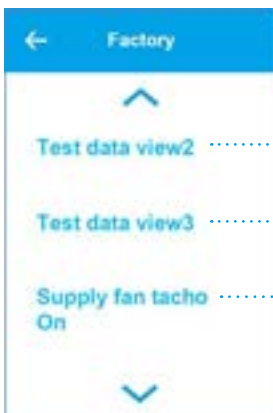 Factory
Test data view2
Test data view3
Supply fan tacho
On